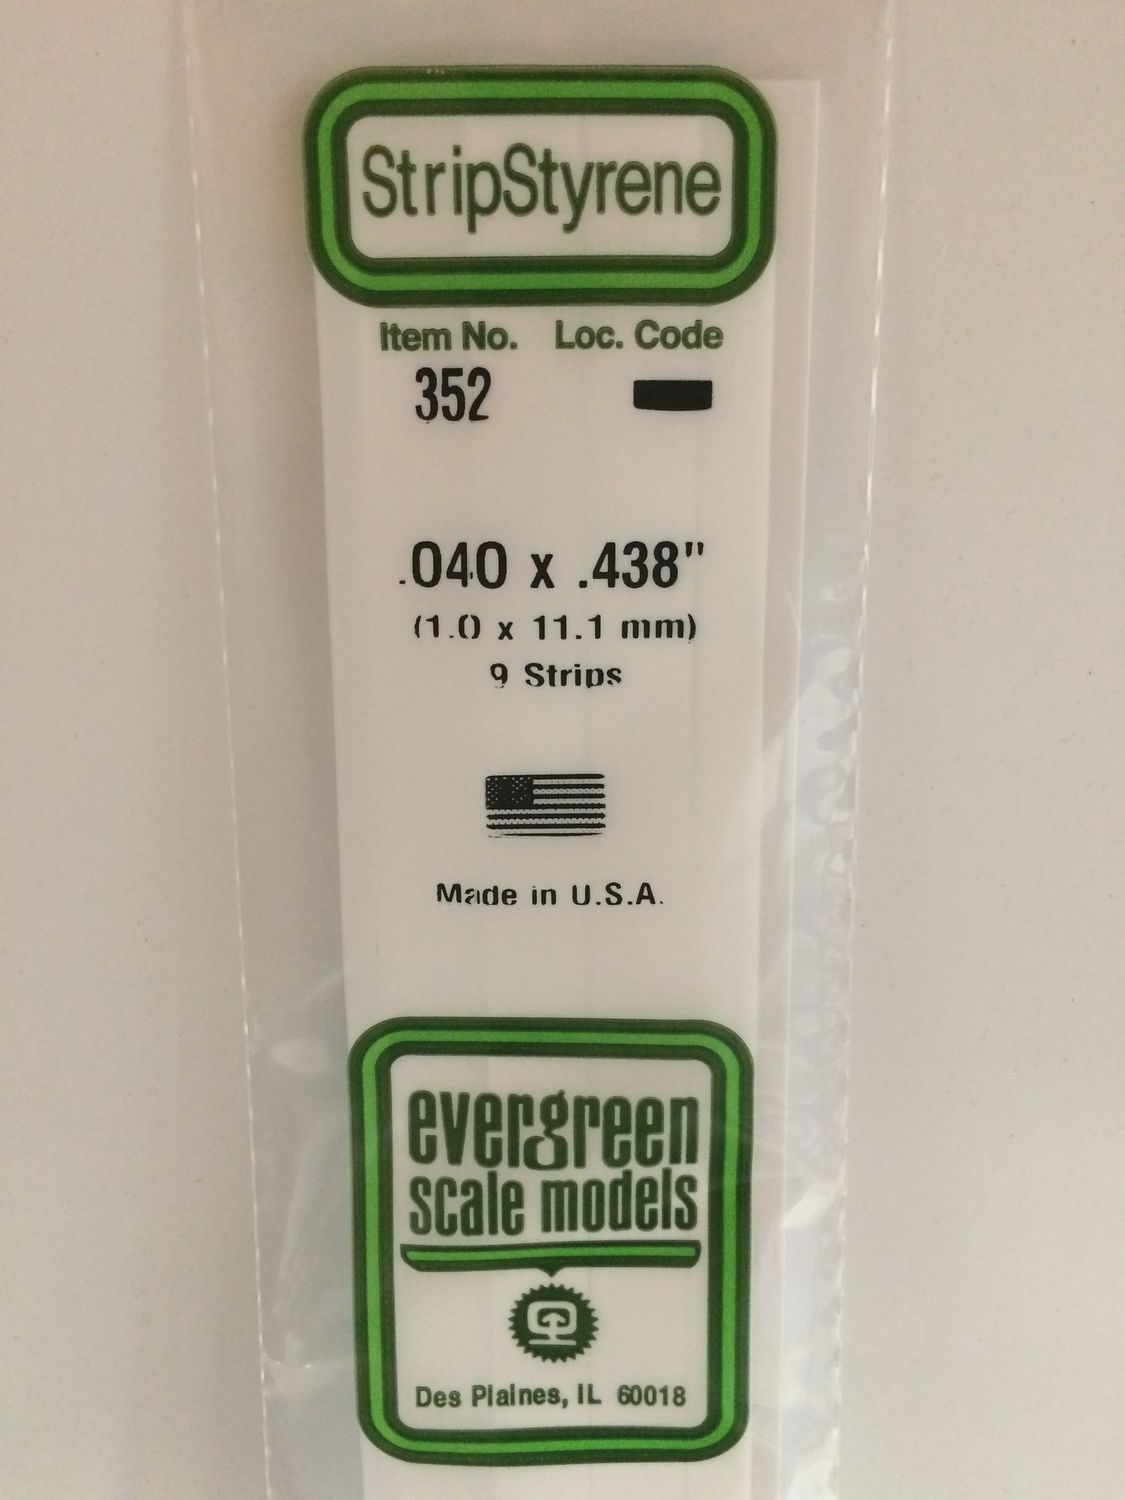 StripStyrene
Item No. Loc. Code
352
.040 x .438"
(1.0 x 11.1 mm)
9 Strips
Made in U.S.A.
evergreen
scale models
Des Plaines, IL 60018